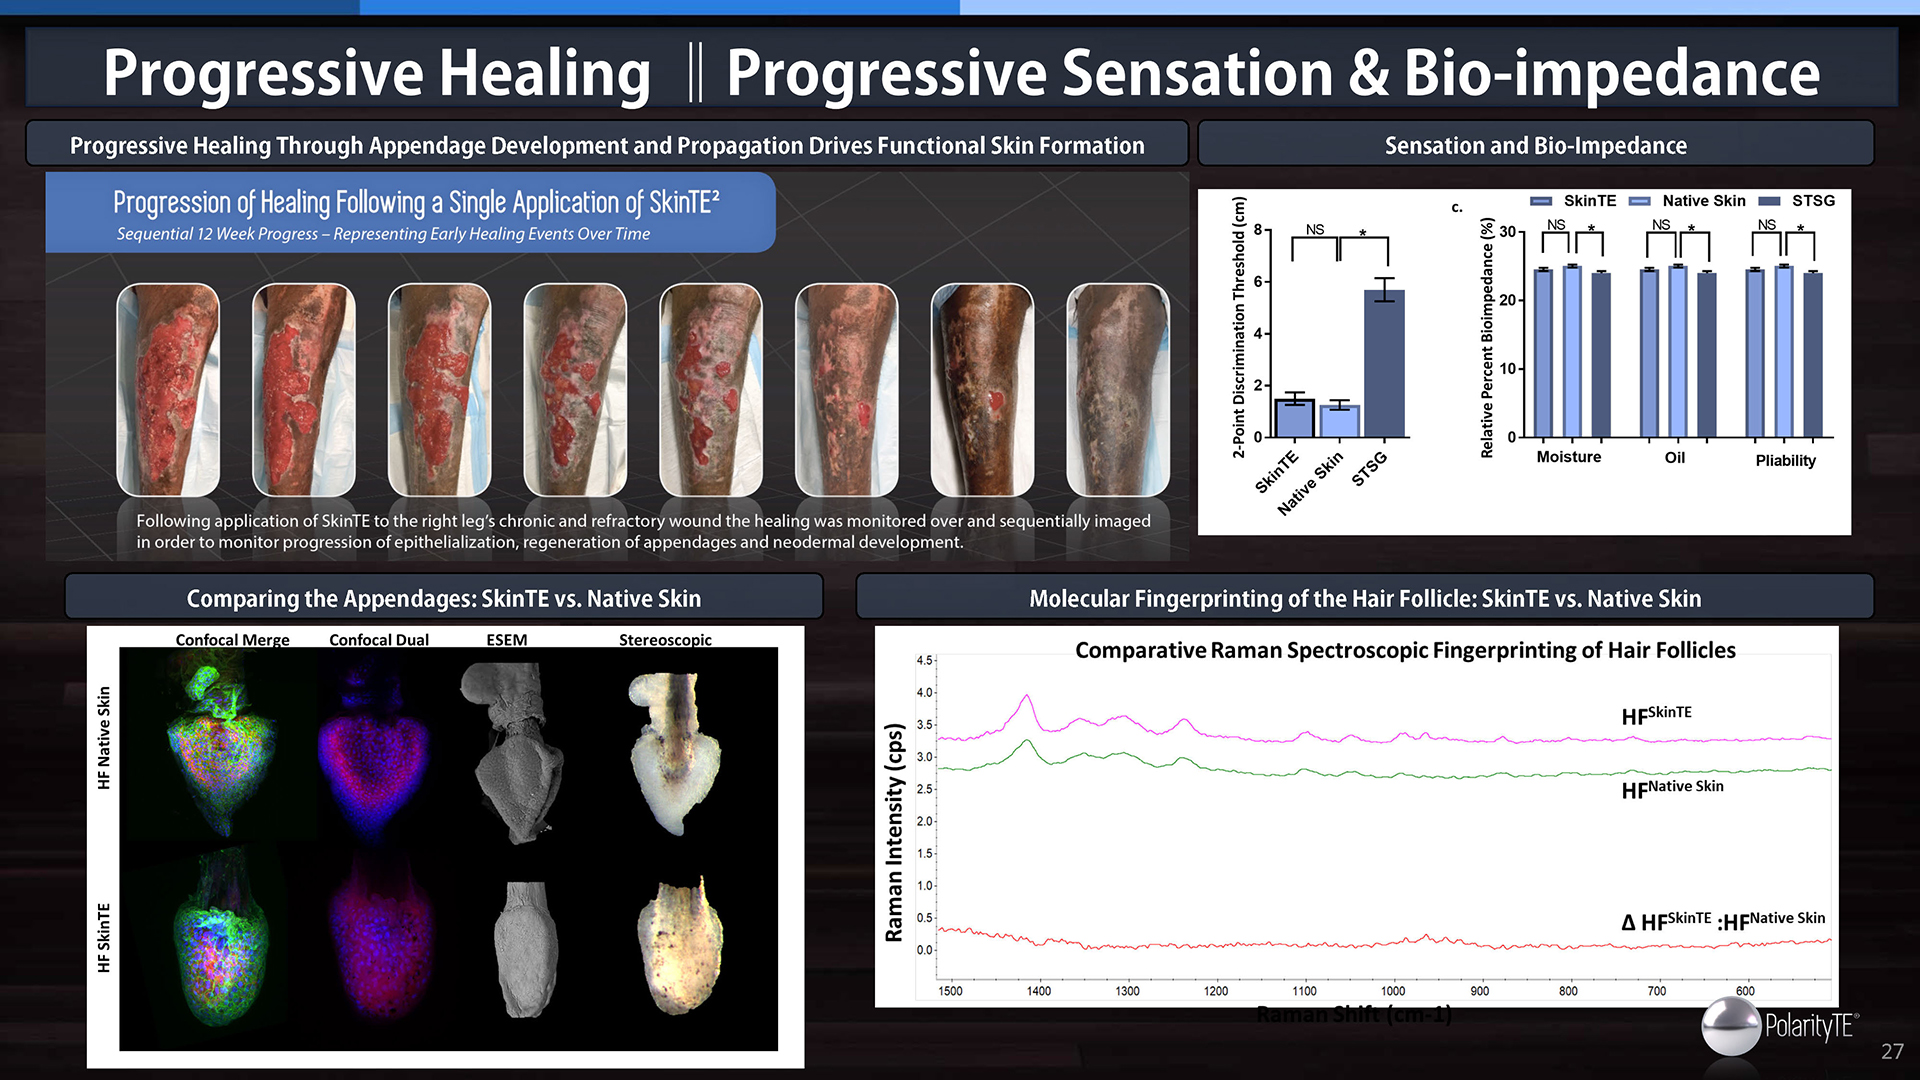 Progressive Healing || Progressive Sensation & Bio-impedance
Progressive Healing Through Appendage Development and Propagation Drives Functional Skin Formation
Progression of Healing Following a Single Application of SkinTE²
Sequential 12 Week Progress – Representing Early Healing Events Over Time
Following application of SkinTE to the right leg's chronic and refractory wound the healing was monitored over and sequentially imaged
in order to monitor progression of epithelialization, regeneration of appendages and neodermal development.
Sensation and Bio-Impedance
2-Point Discrimination Threshold (cm)
8
6
4
2
0
NS *
SkinTE
Native Skin
STSG
c.
SkinTE Native Skin STSG
Relative Percent Bioimpedance (%)
30
20
10
0
NS * NS * NS *
Moisture Oil Pliability
Comparing the Appendages: SkinTE vs. Native Skin
Confocal Merge Confocal Dual ESEM Stereoscopic
HF Native Skin
HF SkinTE
Molecular Fingerprinting of the Hair Follicle: SkinTE vs. Native Skin
Comparative Raman Spectroscopic Fingerprinting of Hair Follicles
Raman Intensity (cps)
4.5
4.0
3.5
3.0
2.5
2.0
1.5
1.0
0.5
0.0
HF SkinTE
HF Native Skin
Δ HF SkinTE :HF Native Skin
1500 1400 1300 1200 1100 1000 900 800 700 600
Raman Shift (cm-1)
PolarityTE®
27